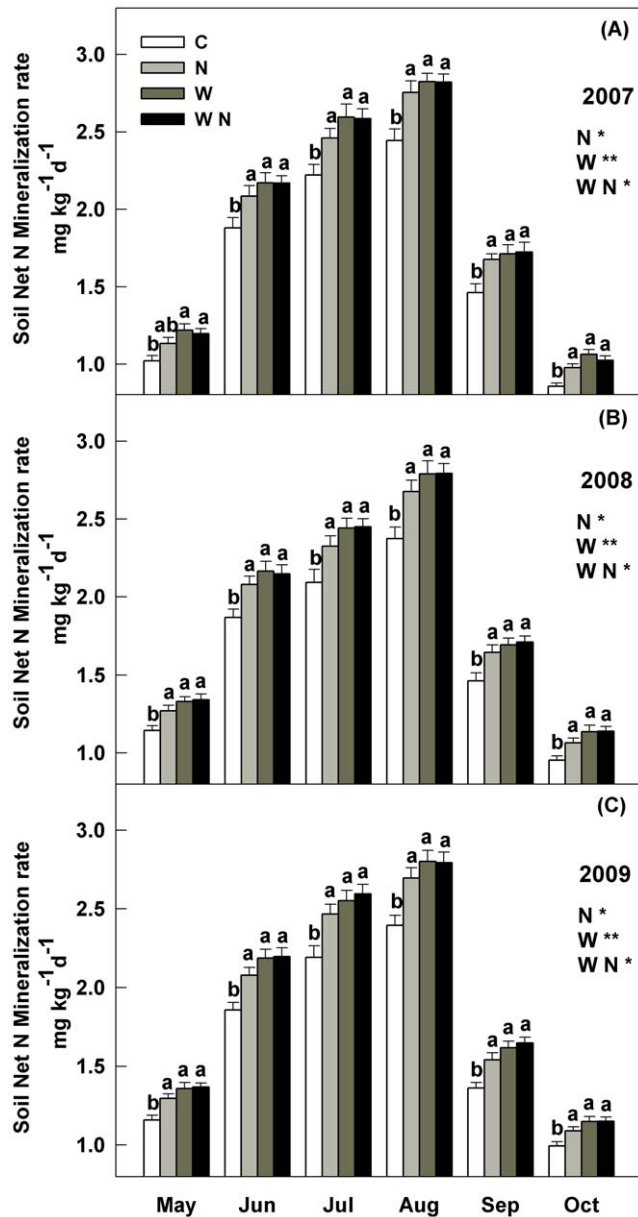 (A)
C
N
W
W N
2007
N *
W **
W N *
Soil Net N Mineralization rate
mg kg⁻¹d⁻¹
3.0
2.5
2.0
1.5
1.0
b ab a a
b a a a
b a a a
b a a a
b a a a
b a a a
(B)
2008
N *
W **
W N *
Soil Net N Mineralization rate
mg kg⁻¹d⁻¹
3.0
2.5
2.0
1.5
1.0
b a a a
b a a a
b a a a
b a a a
b a a a
b a a a
(C)
2009
N *
W **
W N *
Soil Net N Mineralization rate
mg kg⁻¹d⁻¹
3.0
2.5
2.0
1.5
1.0
b a a a
b a a a
b a a a
b a a a
b a a a
b a a a
May Jun Jul Aug Sep Oct